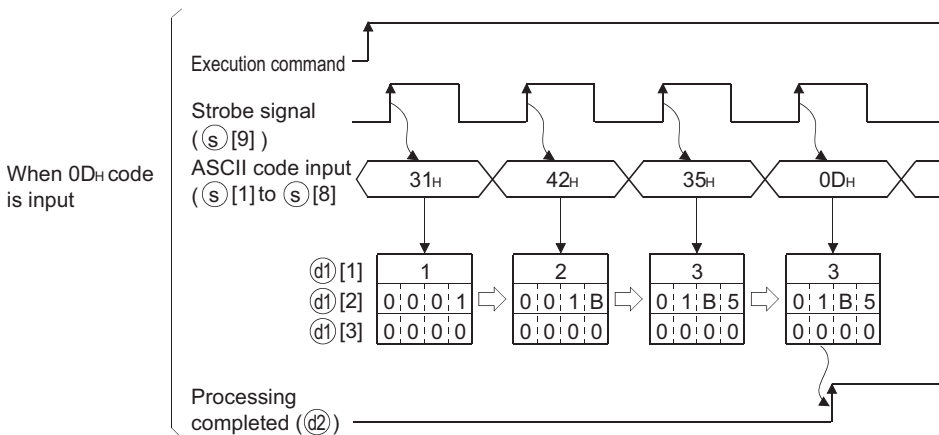 When 0DH code
is input
Execution command
Strobe signal
(ⓢ[9])
ASCII code input
(ⓢ[1] to ⓢ[8])
31H 42H 35H 0DH
(d1)[1] 1 2 3 3
(d1)[2] 0 0 0 1 0 0 1 B 0 1 B 5 0 1 B 5
(d1)[3] 0 0 0 0 0 0 0 0 0 0 0 0 0 0 0 0
Processing
completed ((d2))